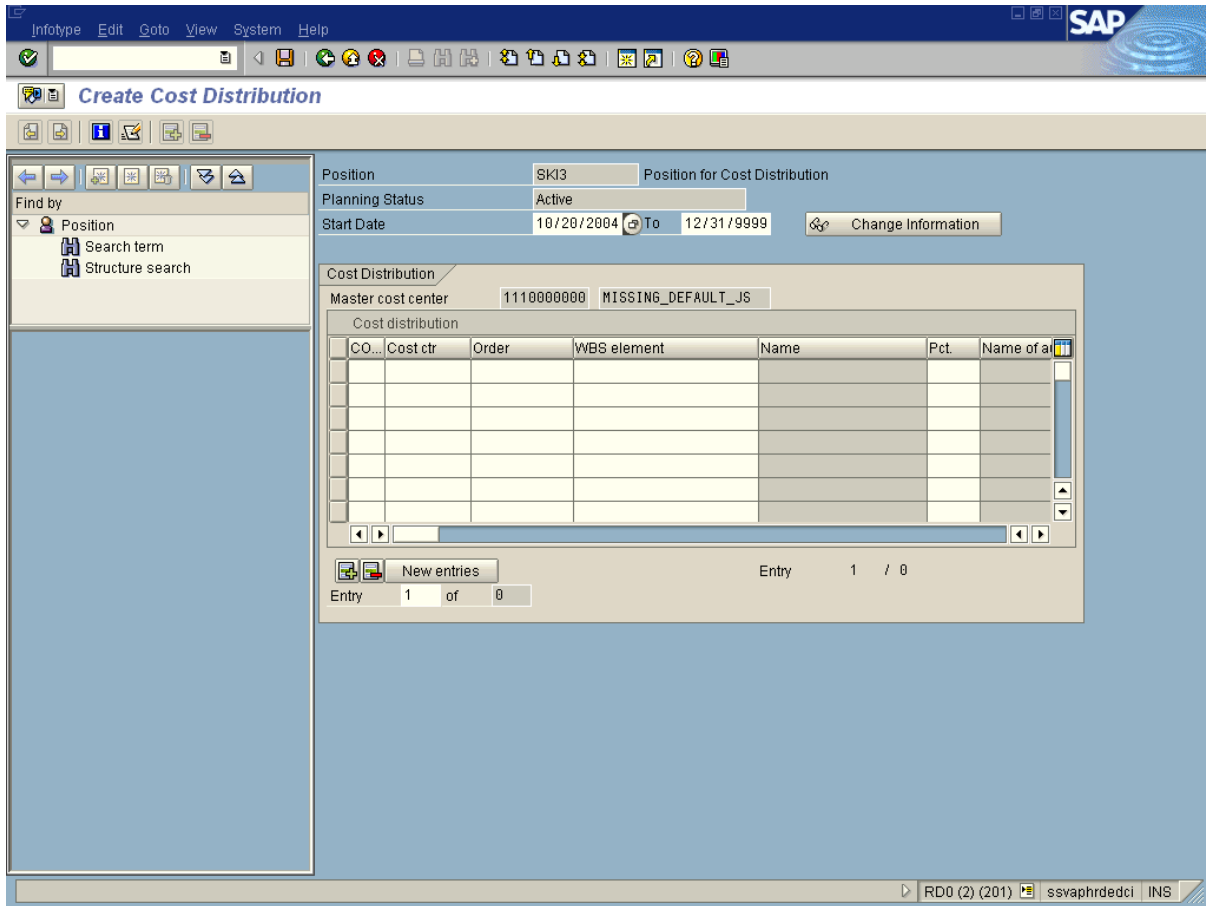 Infotype Edit Goto View System Help
SAP
Create Cost Distribution
Find by
Position
Search term
Structure search
Position SKI3 Position for Cost Distribution
Planning Status Active
Start Date 10/20/2004 To 12/31/9999 Change Information
Cost Distribution
Master cost center 1110000000 MISSING_DEFAULT_JS
Cost distribution
CO... Cost ctr Order WBS element Name Pct. Name of a
New entries Entry 1 / 0
Entry 1 of 0
RD0 (2) (201) ssvaphrdedci INS